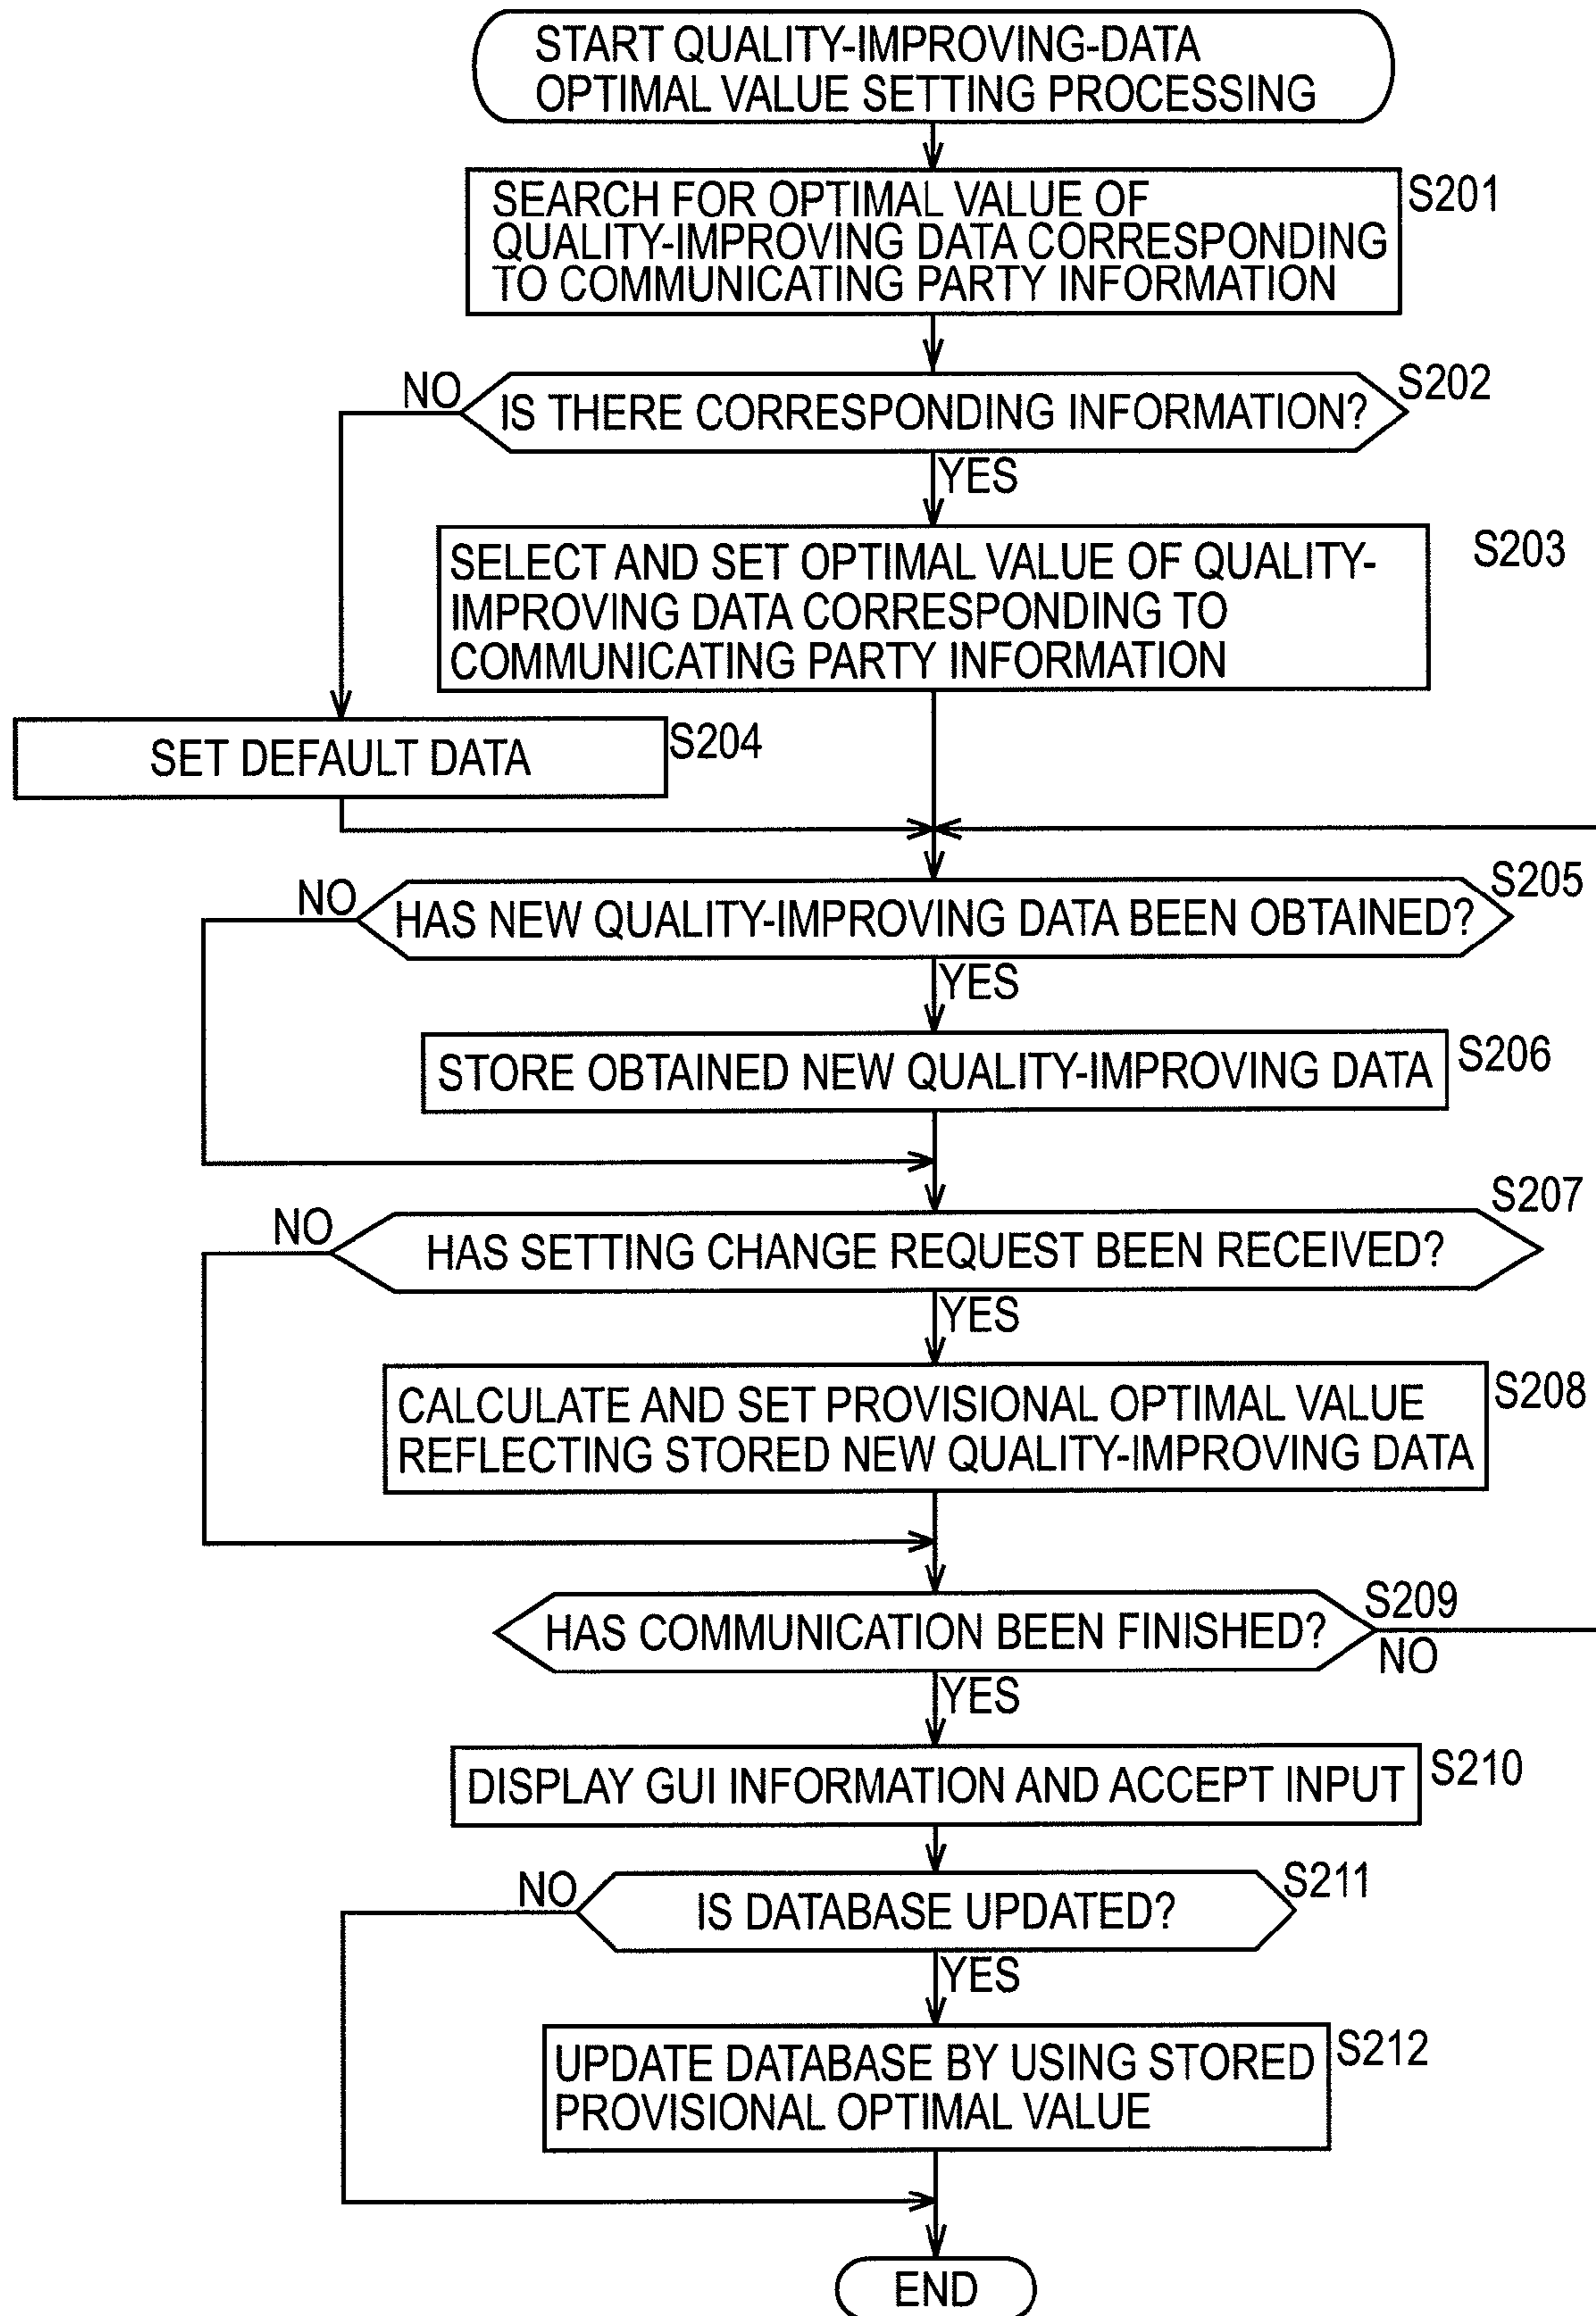 START QUALITY-IMPROVING-DATA
OPTIMAL VALUE SETTING PROCESSING
SEARCH FOR OPTIMAL VALUE OF
QUALITY-IMPROVING DATA CORRESPONDING
TO COMMUNICATING PARTY INFORMATION
S201
NO
IS THERE CORRESPONDING INFORMATION?
S202
YES
SELECT AND SET OPTIMAL VALUE OF QUALITY-
IMPROVING DATA CORRESPONDING TO
COMMUNICATING PARTY INFORMATION
S203
SET DEFAULT DATA
S204
NO
HAS NEW QUALITY-IMPROVING DATA BEEN OBTAINED?
S205
YES
STORE OBTAINED NEW QUALITY-IMPROVING DATA
S206
NO
HAS SETTING CHANGE REQUEST BEEN RECEIVED?
S207
YES
CALCULATE AND SET PROVISIONAL OPTIMAL VALUE
REFLECTING STORED NEW QUALITY-IMPROVING DATA
S208
HAS COMMUNICATION BEEN FINISHED?
S209
NO
YES
DISPLAY GUI INFORMATION AND ACCEPT INPUT
S210
NO
IS DATABASE UPDATED?
S211
YES
UPDATE DATABASE BY USING STORED
PROVISIONAL OPTIMAL VALUE
S212
END